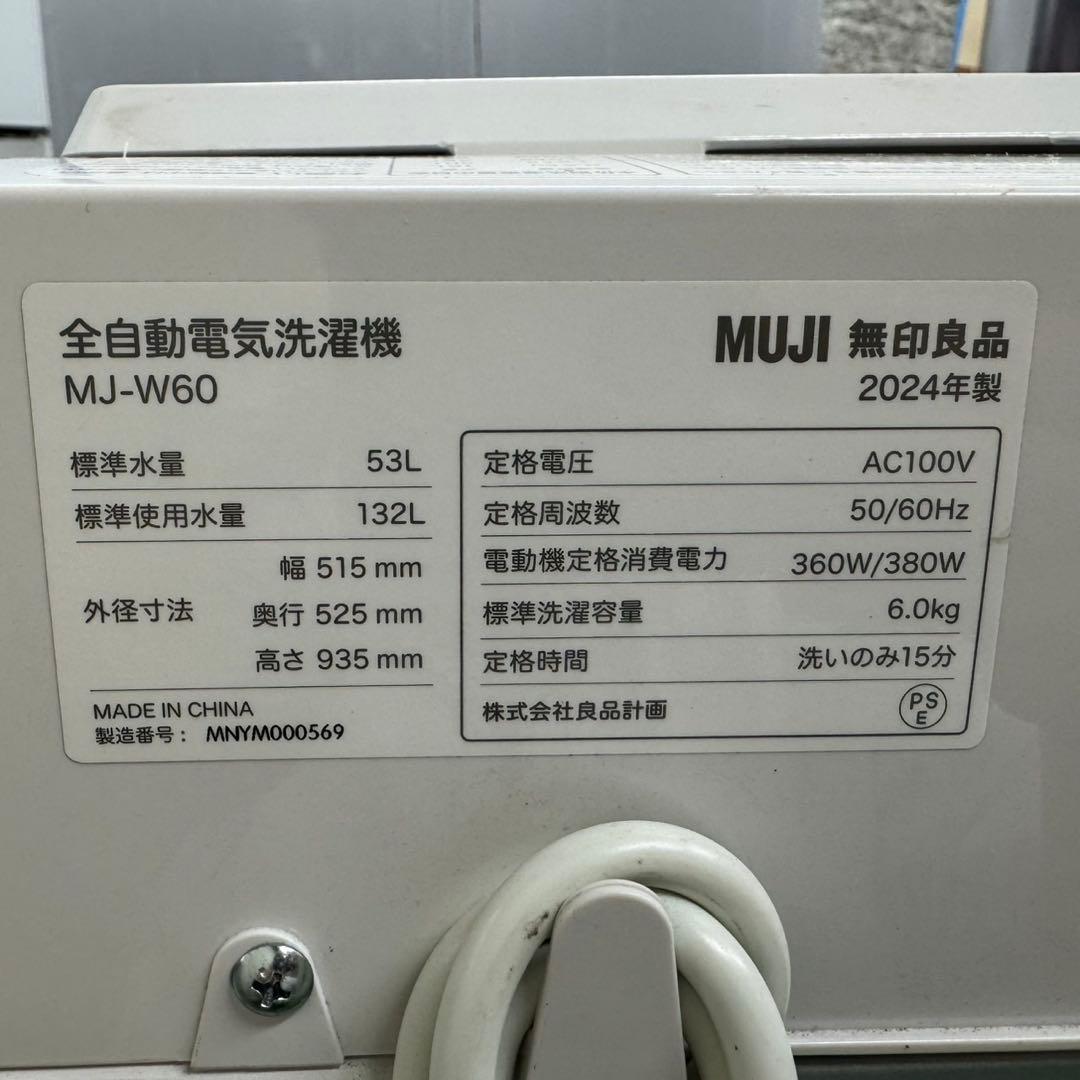 全自動電気洗濯機
MJ-W60
MUJI 無印良品
2024年製
標準水量 53L
標準使用水量 132L
外径寸法
幅 515 mm
奥行 525 mm
高さ 935 mm
MADE IN CHINA
製造番号： MNYM000569
定格電圧 AC100V
定格周波数 50/60Hz
電動機定格消費電力 360W/380W
標準洗濯容量 6.0kg
定格時間 洗いのみ15分
株式会社良品計画
PS
E